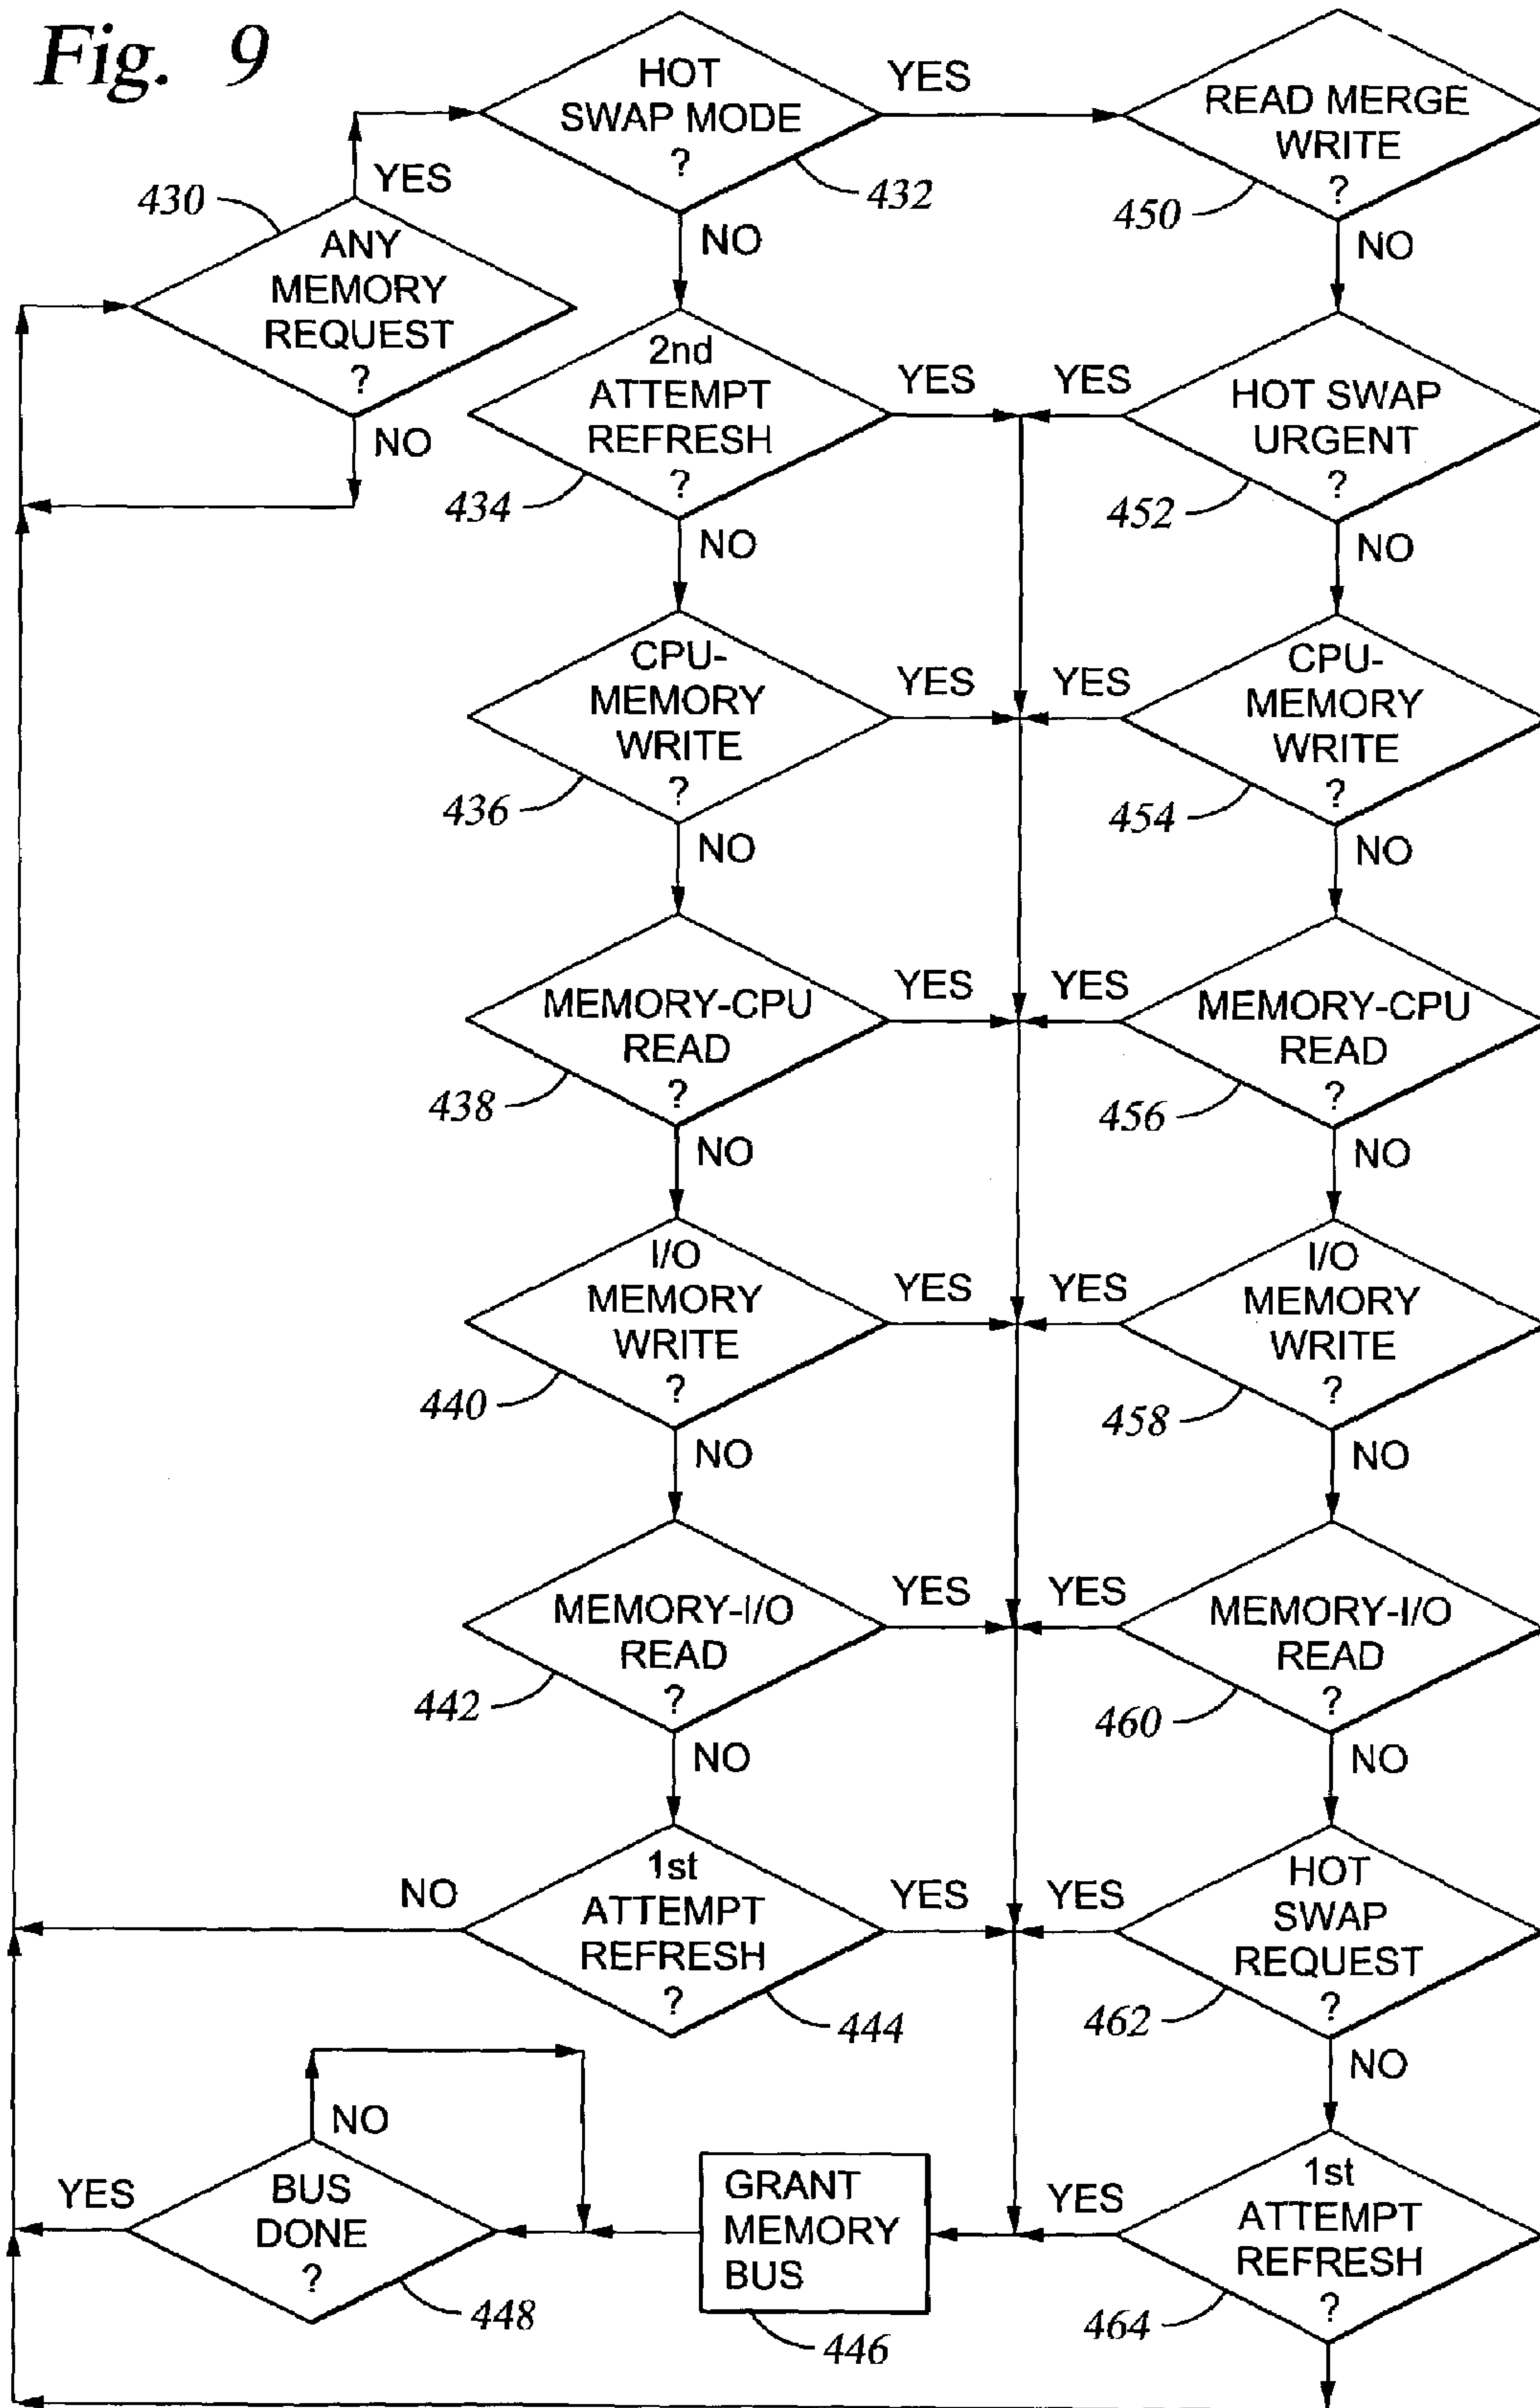 Fig. 9
HOT
SWAP MODE
?
432
YES
READ MERGE
WRITE
?
450
NO
430
YES
ANY
MEMORY
REQUEST
?
NO
NO
2nd
ATTEMPT
REFRESH
?
434
YES
YES
HOT SWAP
URGENT
?
452
NO
NO
CPU-
MEMORY
WRITE
?
436
YES
YES
CPU-
MEMORY
WRITE
?
454
NO
NO
MEMORY-CPU
READ
?
438
YES
YES
MEMORY-CPU
READ
?
456
NO
NO
I/O
MEMORY
WRITE
?
440
YES
YES
I/O
MEMORY
WRITE
?
458
NO
NO
MEMORY-I/O
READ
?
442
YES
YES
MEMORY-I/O
READ
?
460
NO
NO
NO
1st
ATTEMPT
REFRESH
?
444
YES
YES
HOT
SWAP
REQUEST
?
462
NO
NO
YES
BUS
DONE
?
448
GRANT
MEMORY
BUS
446
YES
1st
ATTEMPT
REFRESH
?
464